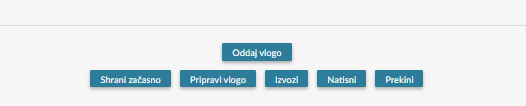 Oddaj vlogo
Shrani začasno Pripravi vlogo Izvozi Natisni Prekini